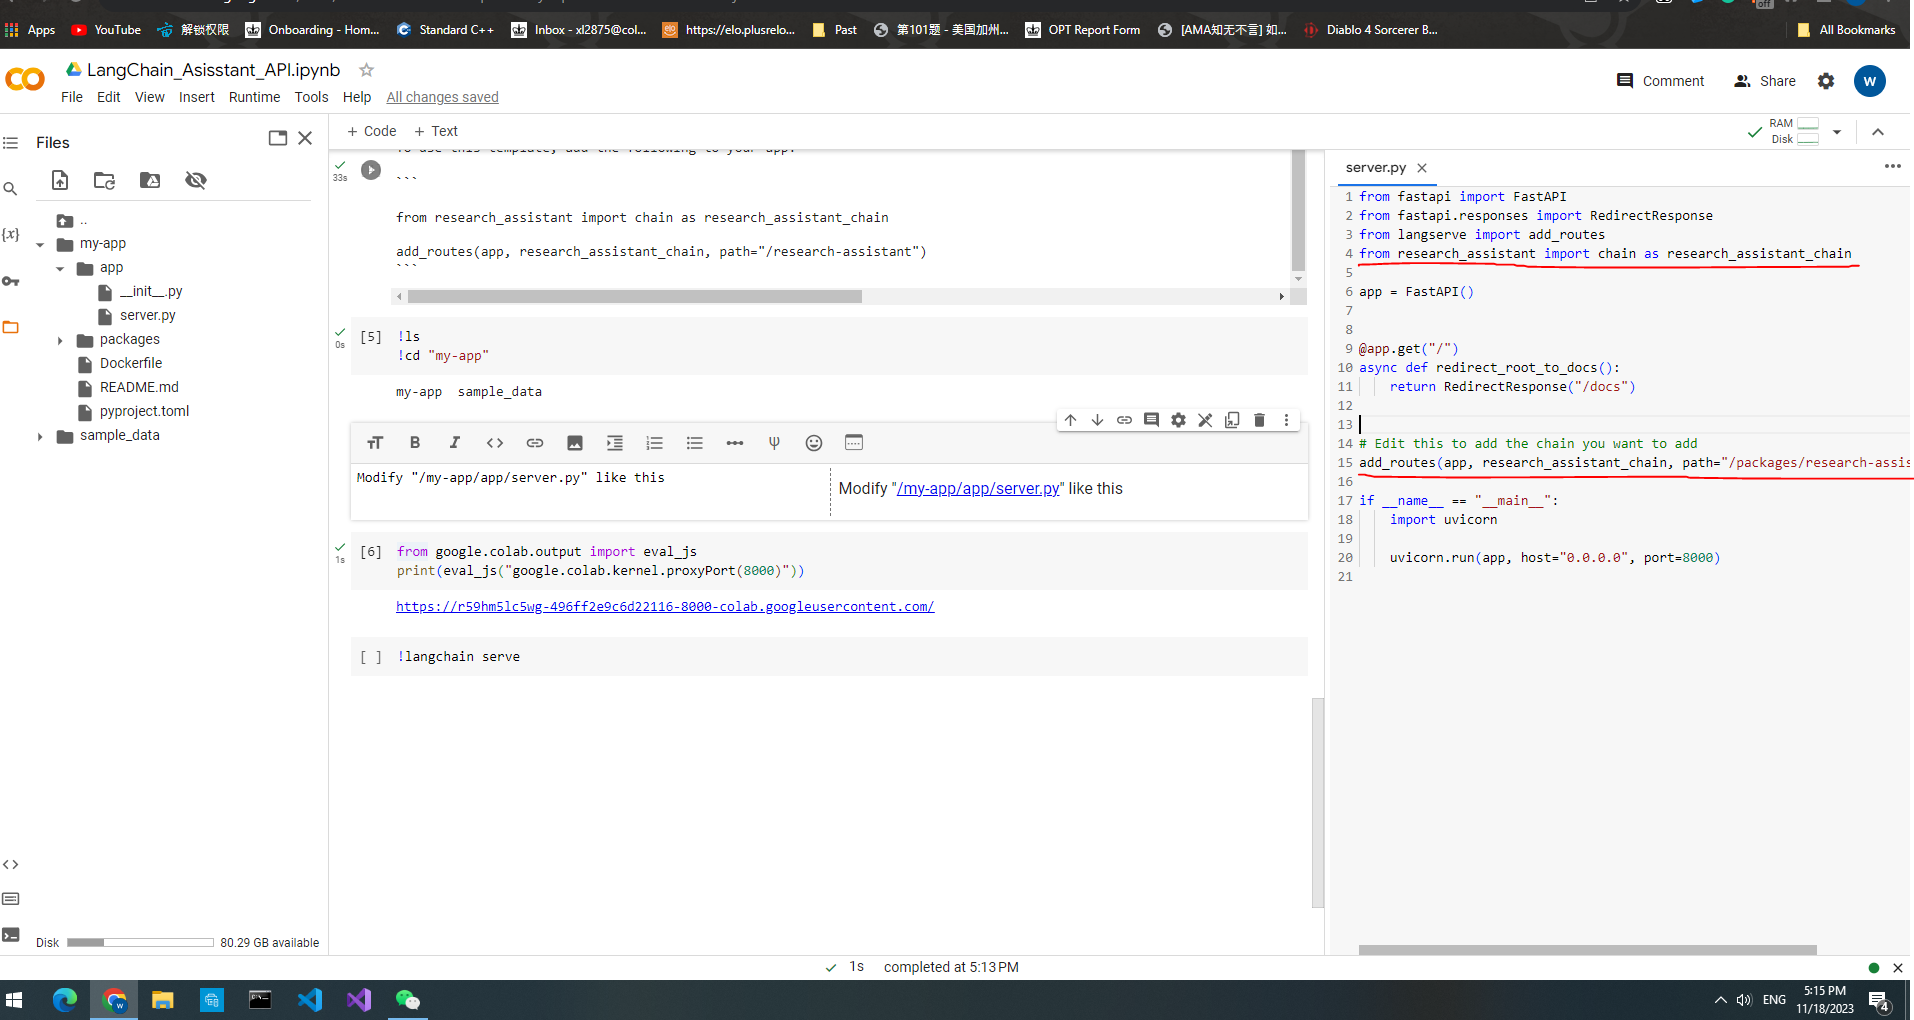 Apps
YouTube
解锁权限
Onboarding - Hom...
Standard C++
Inbox - xl2875@col...
https://elo.plusrelo...
Past
第101题 - 美国加州...
OPT Report Form
[AMA知无不言] 如...
Diablo 4 Sorcerer B...
All Bookmarks
LangChain_Asisstant_API.ipynb
File Edit View Insert Runtime Tools Help All changes saved
Comment
Share
W
Files
+ Code + Text
RAM
Disk
..
my-app
app
__init__.py
server.py
packages
Dockerfile
README.md
pyproject.toml
sample_data
Disk
80.29 GB available
33s
To use this template, add the following to your app:
```
from research_assistant import chain as research_assistant_chain
add_routes(app, research_assistant_chain, path="/research-assistant")
```
0s
[5] !ls
!cd "my-app"
my-app sample_data
Modify "/my-app/app/server.py" like this
Modify "/my-app/app/server.py" like this
1s
[6] from google.colab.output import eval_js
print(eval_js("google.colab.kernel.proxyPort(8000)"))
https://r59hm5lc5wg-496ff2e9c6d22116-8000-colab.googleusercontent.com/
[ ] !langchain serve
server.py
1 from fastapi import FastAPI
2 from fastapi.responses import RedirectResponse
3 from langserve import add_routes
4 from research_assistant import chain as research_assistant_chain
5
6 app = FastAPI()
7
8
9 @app.get("/")
10 async def redirect_root_to_docs():
11 return RedirectResponse("/docs")
12
13
14 # Edit this to add the chain you want to add
15 add_routes(app, research_assistant_chain, path="/packages/research-assis
16
17 if __name__ == "__main__":
18 import uvicorn
19
20 uvicorn.run(app, host="0.0.0.0", port=8000)
21
1s completed at 5:13 PM
ENG
5:15 PM
11/18/2023
4